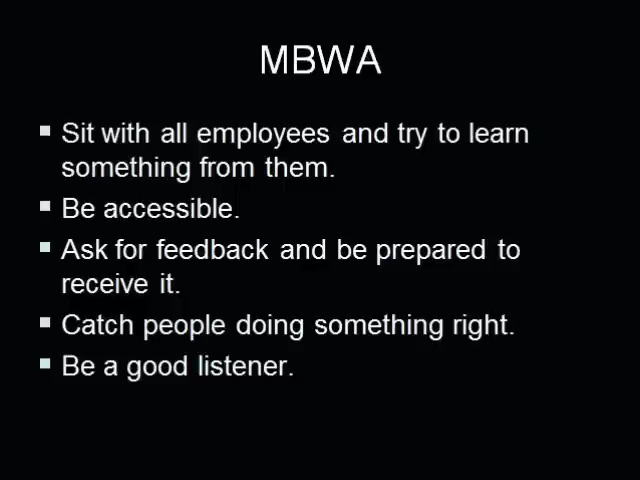 MBWA
▪ Sit with all employees and try to learn
something from them.
▪ Be accessible.
▪ Ask for feedback and be prepared to
receive it.
▪ Catch people doing something right.
▪ Be a good listener.